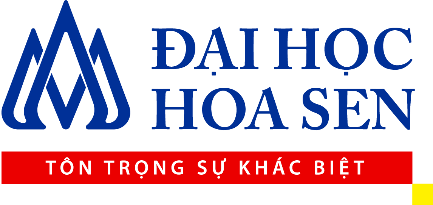 ĐẠI HỌC
HOA SEN
TÔN TRỌNG SỰ KHÁC BIỆT